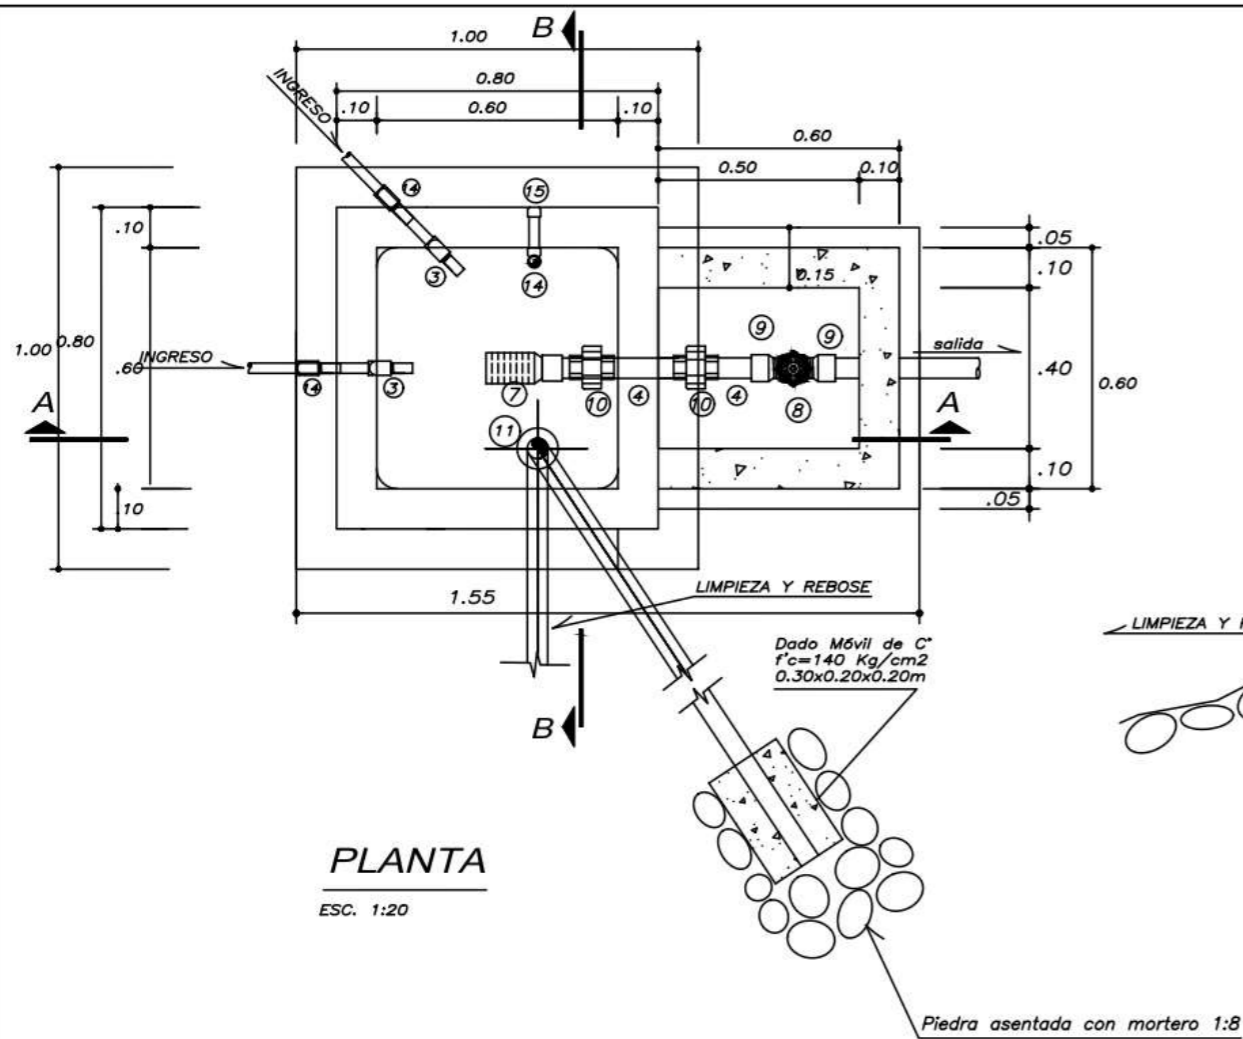 1.00
B
0.80
.10
0.60
.10
INGRESO
0.60
0.50
0.10
14
15
.10
3
14
0.15
.05
.10
9
9
salida
1.00
0.80
.60
INGRESO
14
3
7
10
4
10
4
8
.40
0.60
A
A
11
.10
.10
.05
1.55
LIMPIEZA Y REBOSE
LIMPIEZA Y
Dado Móvil de C°
f'c=140 Kg/cm2
0.30x0.20x0.20m
B
PLANTA
ESC. 1:20
Piedra asentada con mortero 1:8